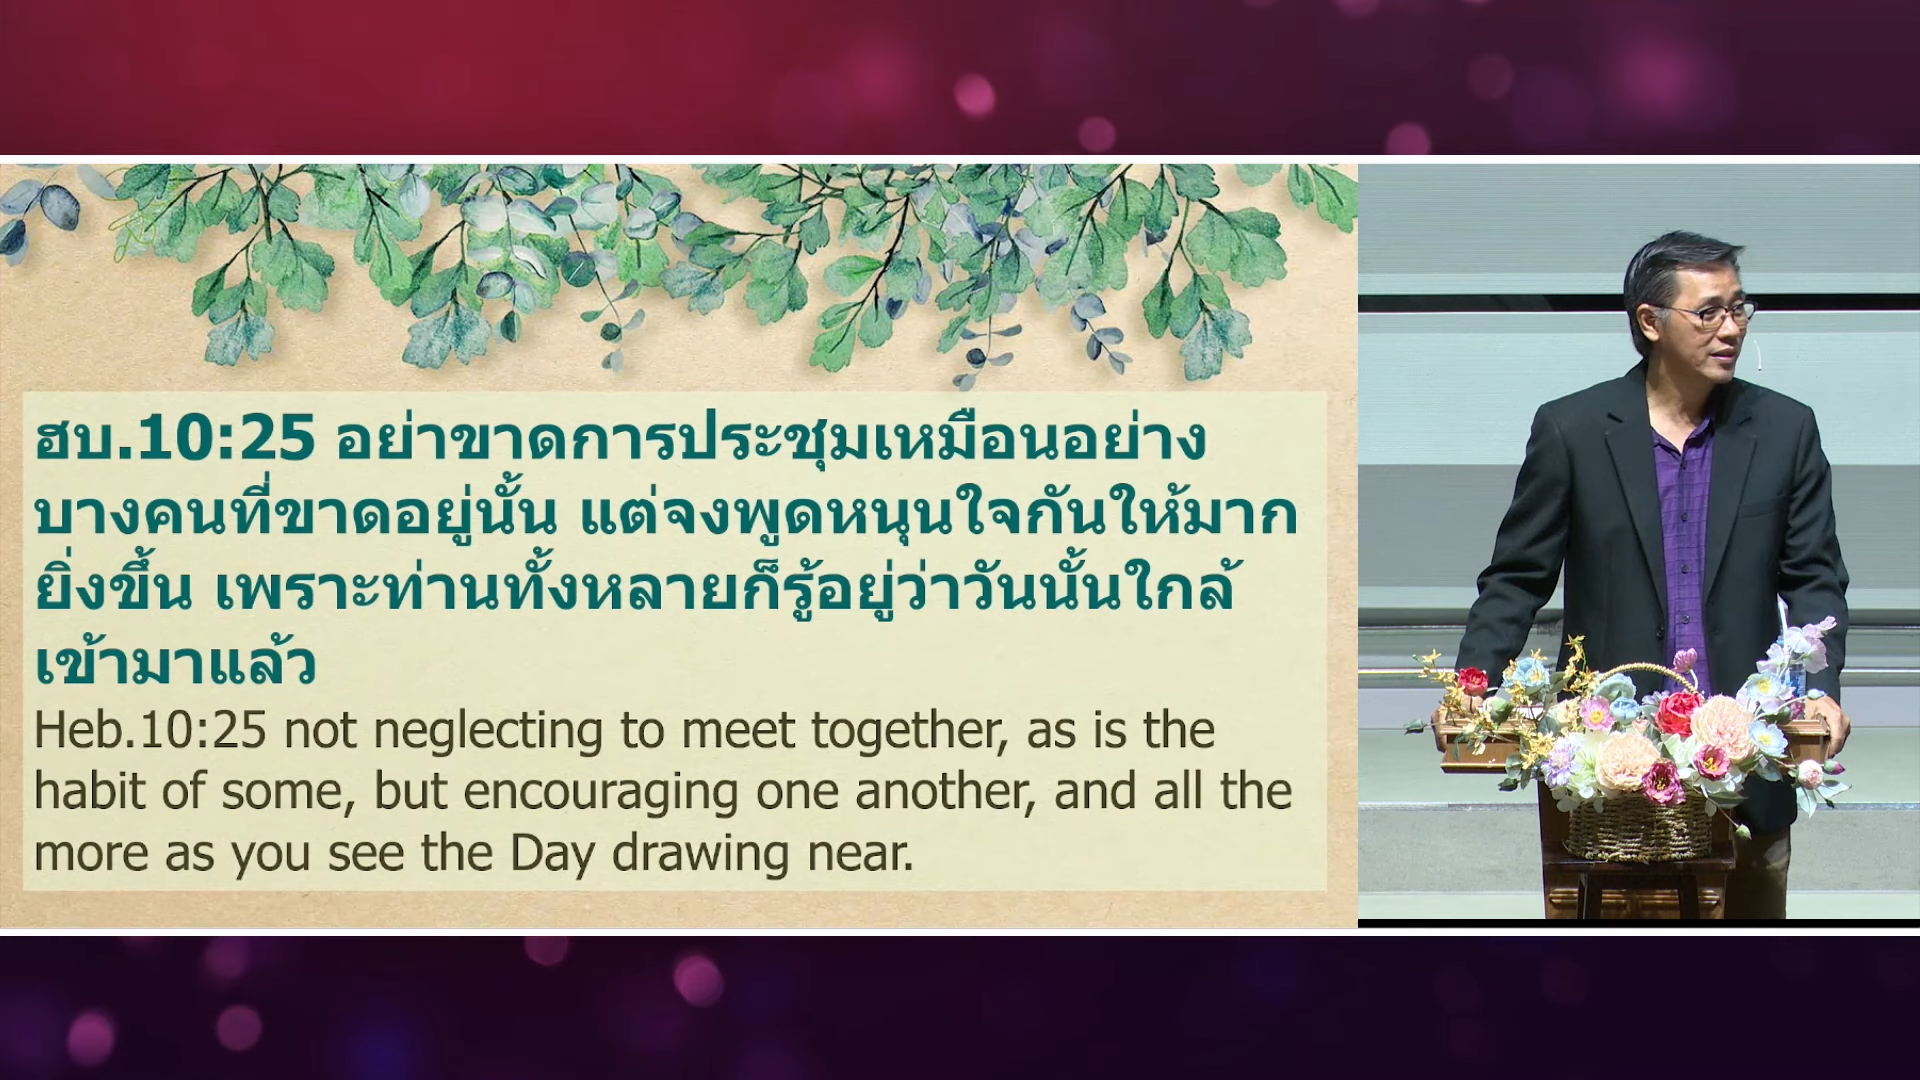 ฮบ.10:25 อย่าขาดการประชุมเหมือนอย่าง
บางคนที่ขาดอยู่นั้น แต่จงพูดหนุนใจกันให้มาก
ยิ่งขึ้น เพราะท่านทั้งหลายก็รู้อยู่ว่าวันนั้นใกล้
เข้ามาแล้ว
Heb.10:25 not neglecting to meet together, as is the
habit of some, but encouraging one another, and all the
more as you see the Day drawing near.